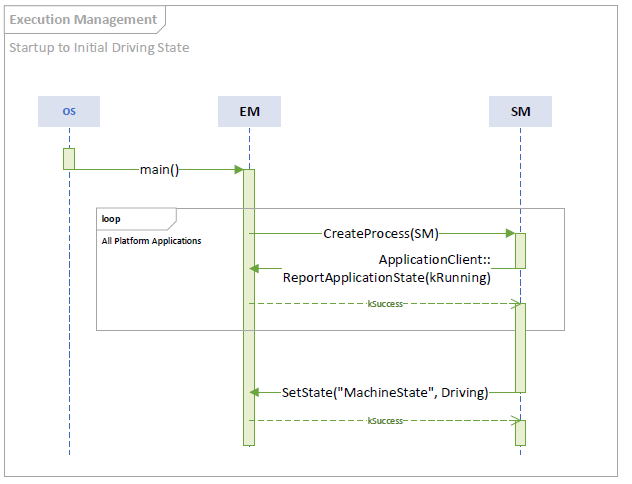 Execution Management
Startup to Initial Driving State
OS
EM
SM
main()
loop
All Platform Applications
CreateProcess(SM)
ApplicationClient::
ReportApplicationState(kRunning)
kSuccess
SetState("MachineState", Driving)
kSuccess